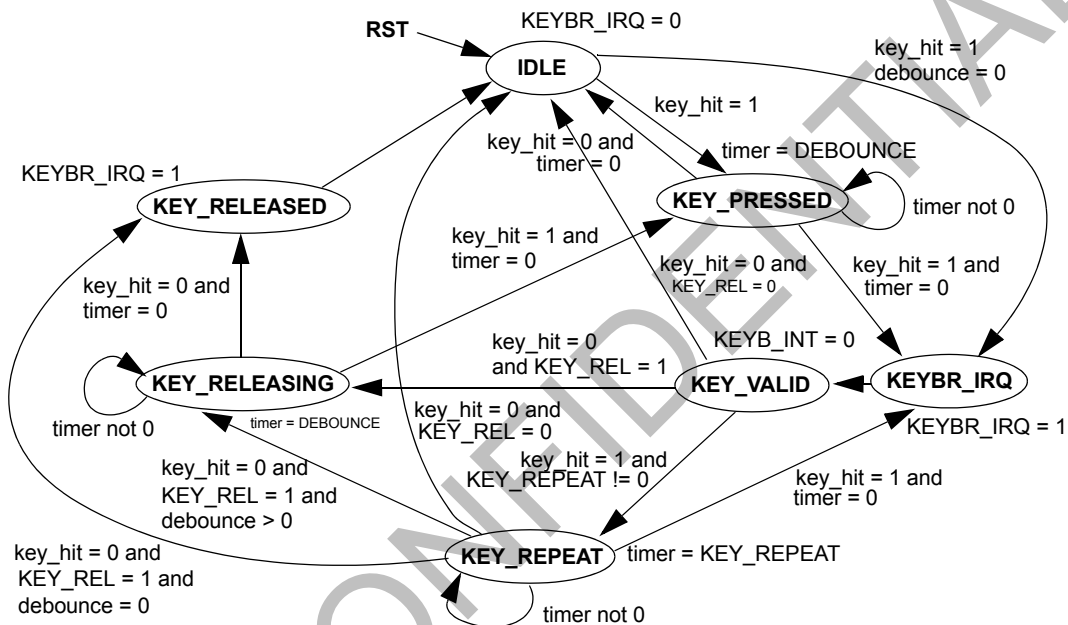 KEYBR_IRQ = 0
RST
IDLE
key_hit = 1
debounce = 0
key_hit = 1
key_hit = 0 and
timer = 0
timer = DEBOUNCE
KEYBR_IRQ = 1
KEY_RELEASED
KEY_PRESSED
timer not 0
key_hit = 1 and
timer = 0
key_hit = 0 and
KEY_REL = 0
key_hit = 1 and
timer = 0
key_hit = 0 and
timer = 0
key_hit = 0
and KEY_REL = 1
KEYB_INT = 0
KEY_RELEASING
KEY_VALID
KEYBR_IRQ
timer not 0
timer = DEBOUNCE
key_hit = 0 and
KEY_REL = 0
KEYBR_IRQ = 1
key_hit = 0 and
KEY_REL = 1 and
debounce > 0
key_hit = 1 and
KEY_REPEAT != 0
key_hit = 1 and
timer = 0
key_hit = 0 and
KEY_REL = 1 and
debounce = 0
KEY_REPEAT
timer = KEY_REPEAT
timer not 0
ONFIDENTIAL